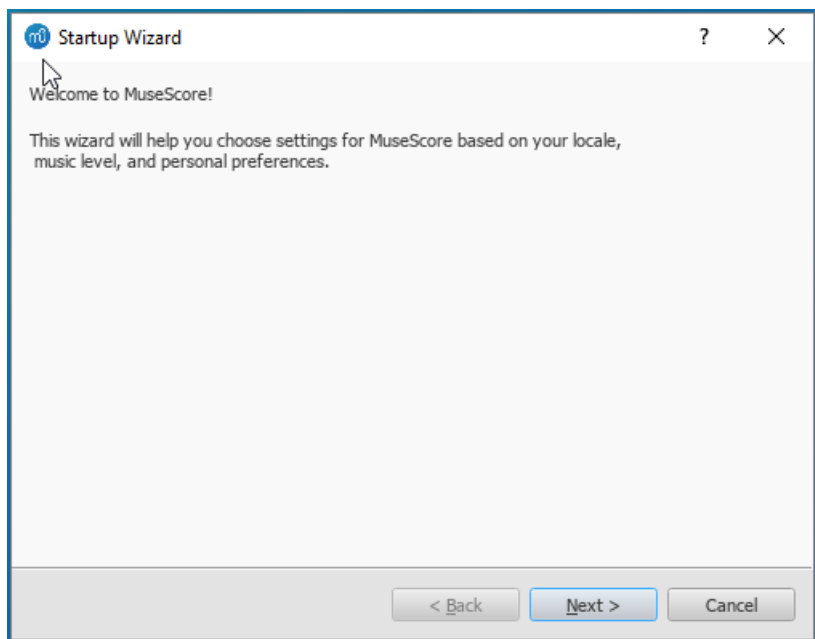 Startup Wizard
?
Welcome to MuseScore!
This wizard will help you choose settings for MuseScore based on your locale,
music level, and personal preferences.
< Back
Next >
Cancel